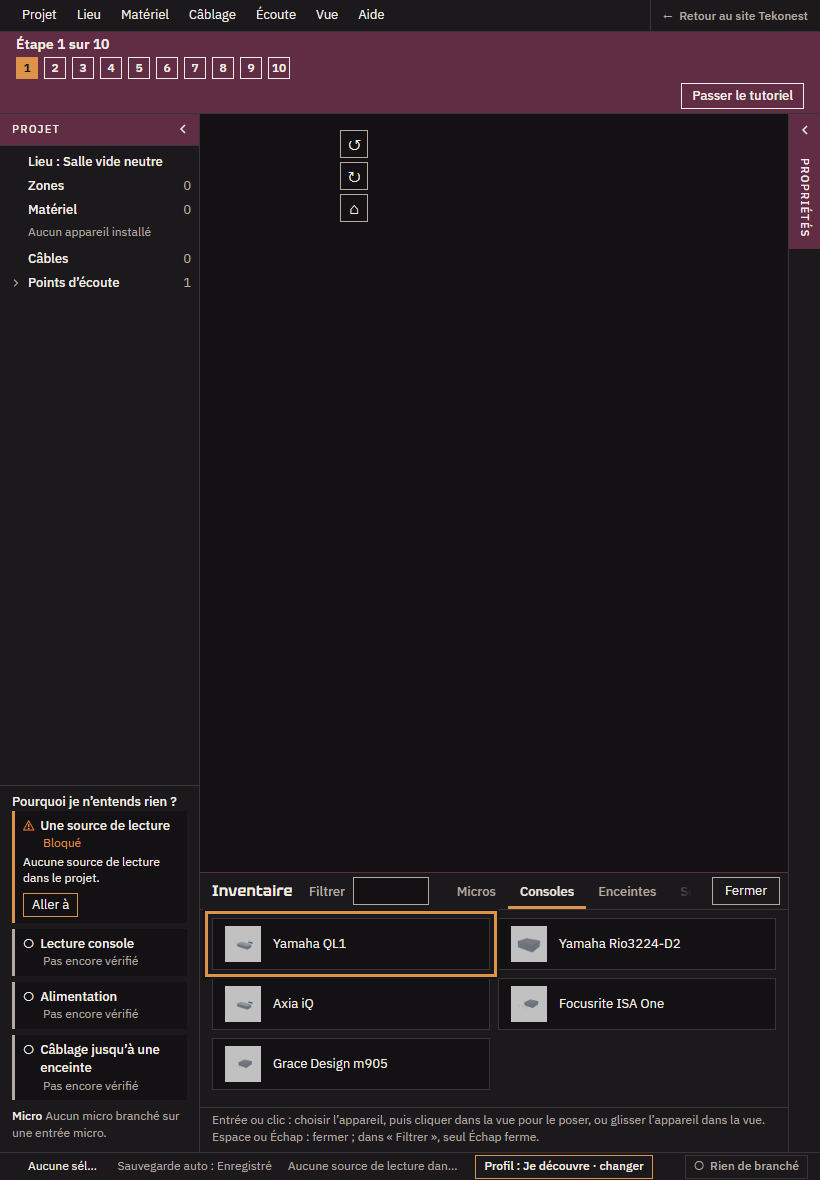 Projet Lieu Matériel Câblage Écoute Vue Aide ← Retour au site Tekonest
Étape 1 sur 10
1 2 3 4 5 6 7 8 9 10
Passer le tutoriel
PROJET
Lieu : Salle vide neutre
Zones 0
Matériel 0
Aucun appareil installé
Câbles 0
Points d'écoute 1
PROPRIÉTÉS
Pourquoi je n'entends rien ?
Une source de lecture
Bloqué
Aucune source de lecture
dans le projet.
Aller à
Lecture console
Pas encore vérifié
Alimentation
Pas encore vérifié
Câblage jusqu'à une
enceinte
Pas encore vérifié
Micro Aucun micro branché sur
une entrée micro.
Inventaire Filtrer Micros Consoles Enceintes Fermer
Yamaha QL1 Yamaha Rio3224-D2
Axia iQ Focusrite ISA One
Grace Design m905
Entrée ou clic : choisir l'appareil, puis cliquer dans la vue pour le poser, ou glisser l'appareil dans la vue.
Espace ou Échap : fermer ; dans « Filtrer », seul Échap ferme.
Aucune sél… Sauvegarde auto : Enregistré Aucune source de lecture dan… Profil : Je découvre · changer Rien de branché